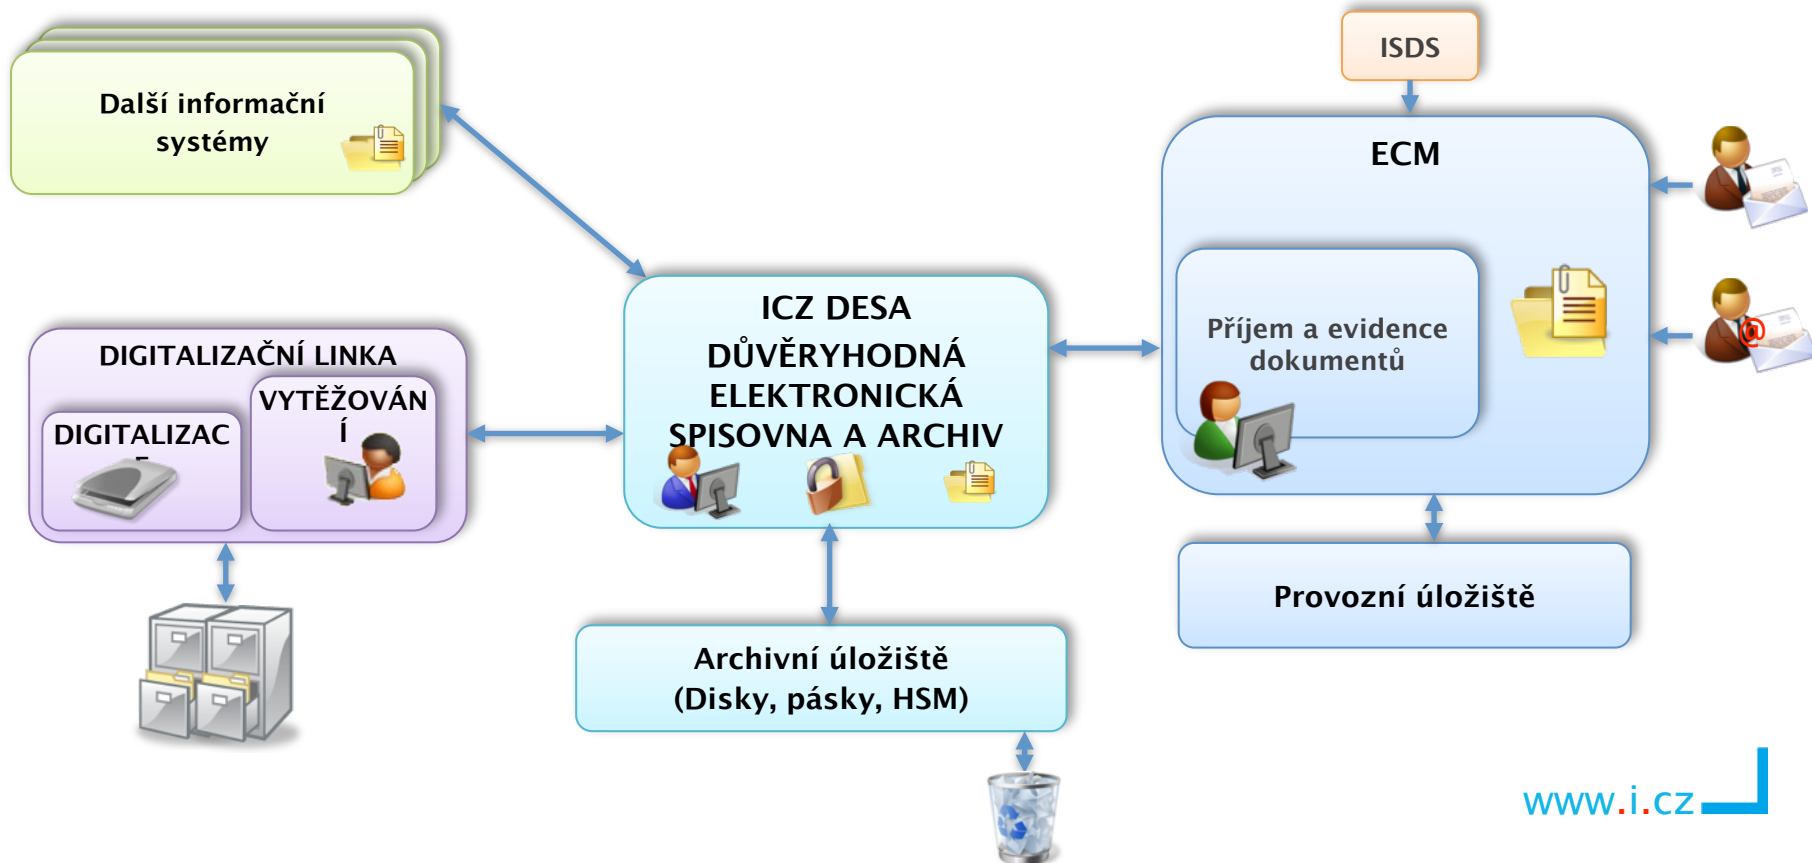 ISDS
Další informační
systémy
ECM
ICZ DESA
DŮVĚRYHODNÁ
ELEKTRONICKÁ
SPISOVNA A ARCHIV
Příjem a evidence
dokumentů
@
DIGITALIZAČNÍ LINKA
VYTĚŽOVÁN
Í
DIGITALIZAC
Provozní úložiště
Archivní úložiště
(Disky, pásky, HSM)
www.i.cz